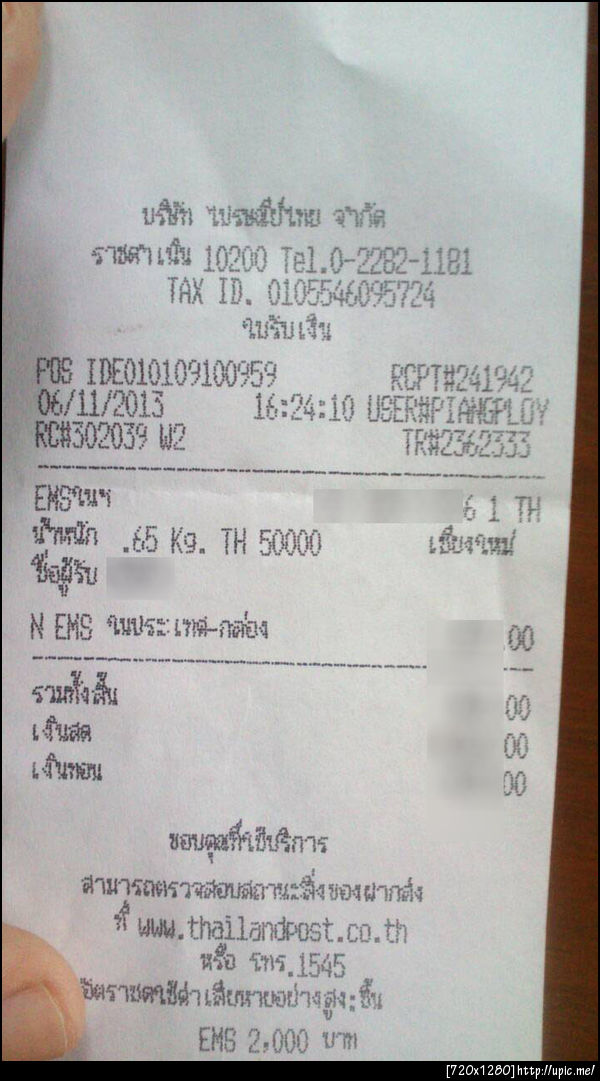 บริษัท ไปรษณีย์ไทย จำกัด
ราชดำเนิน 10200 Tel.0-2282-1181
TAX ID. 0105546095724
ใบรับเงิน
POS IDE010109100959 RCPT#241942
06/11/2013 16:24:10 USER#PIANGPLOY
RC#302039 W2 TR#2362333
EMSในฯ 6 1 TH
น้ำหนัก .65 Kg. TH 50000 เชียงใหม่
ชื่อผู้รับ
N EMS ในประเทศ-กล่อง .00
รวมทั้งสิ้น .00
เงินสด .00
เงินทอน .00
ขอบคุณที่ใช้บริการ
สามารถตรวจสอบสถานะสิ่งของฝากส่ง
ที่ www.thailandpost.co.th
หรือ โทร.1545
อัตราชดใช้ค่าเสียหายอย่างสูง:ชิ้น
EMS 2,000 บาท
[720x1280]http://upic.me/